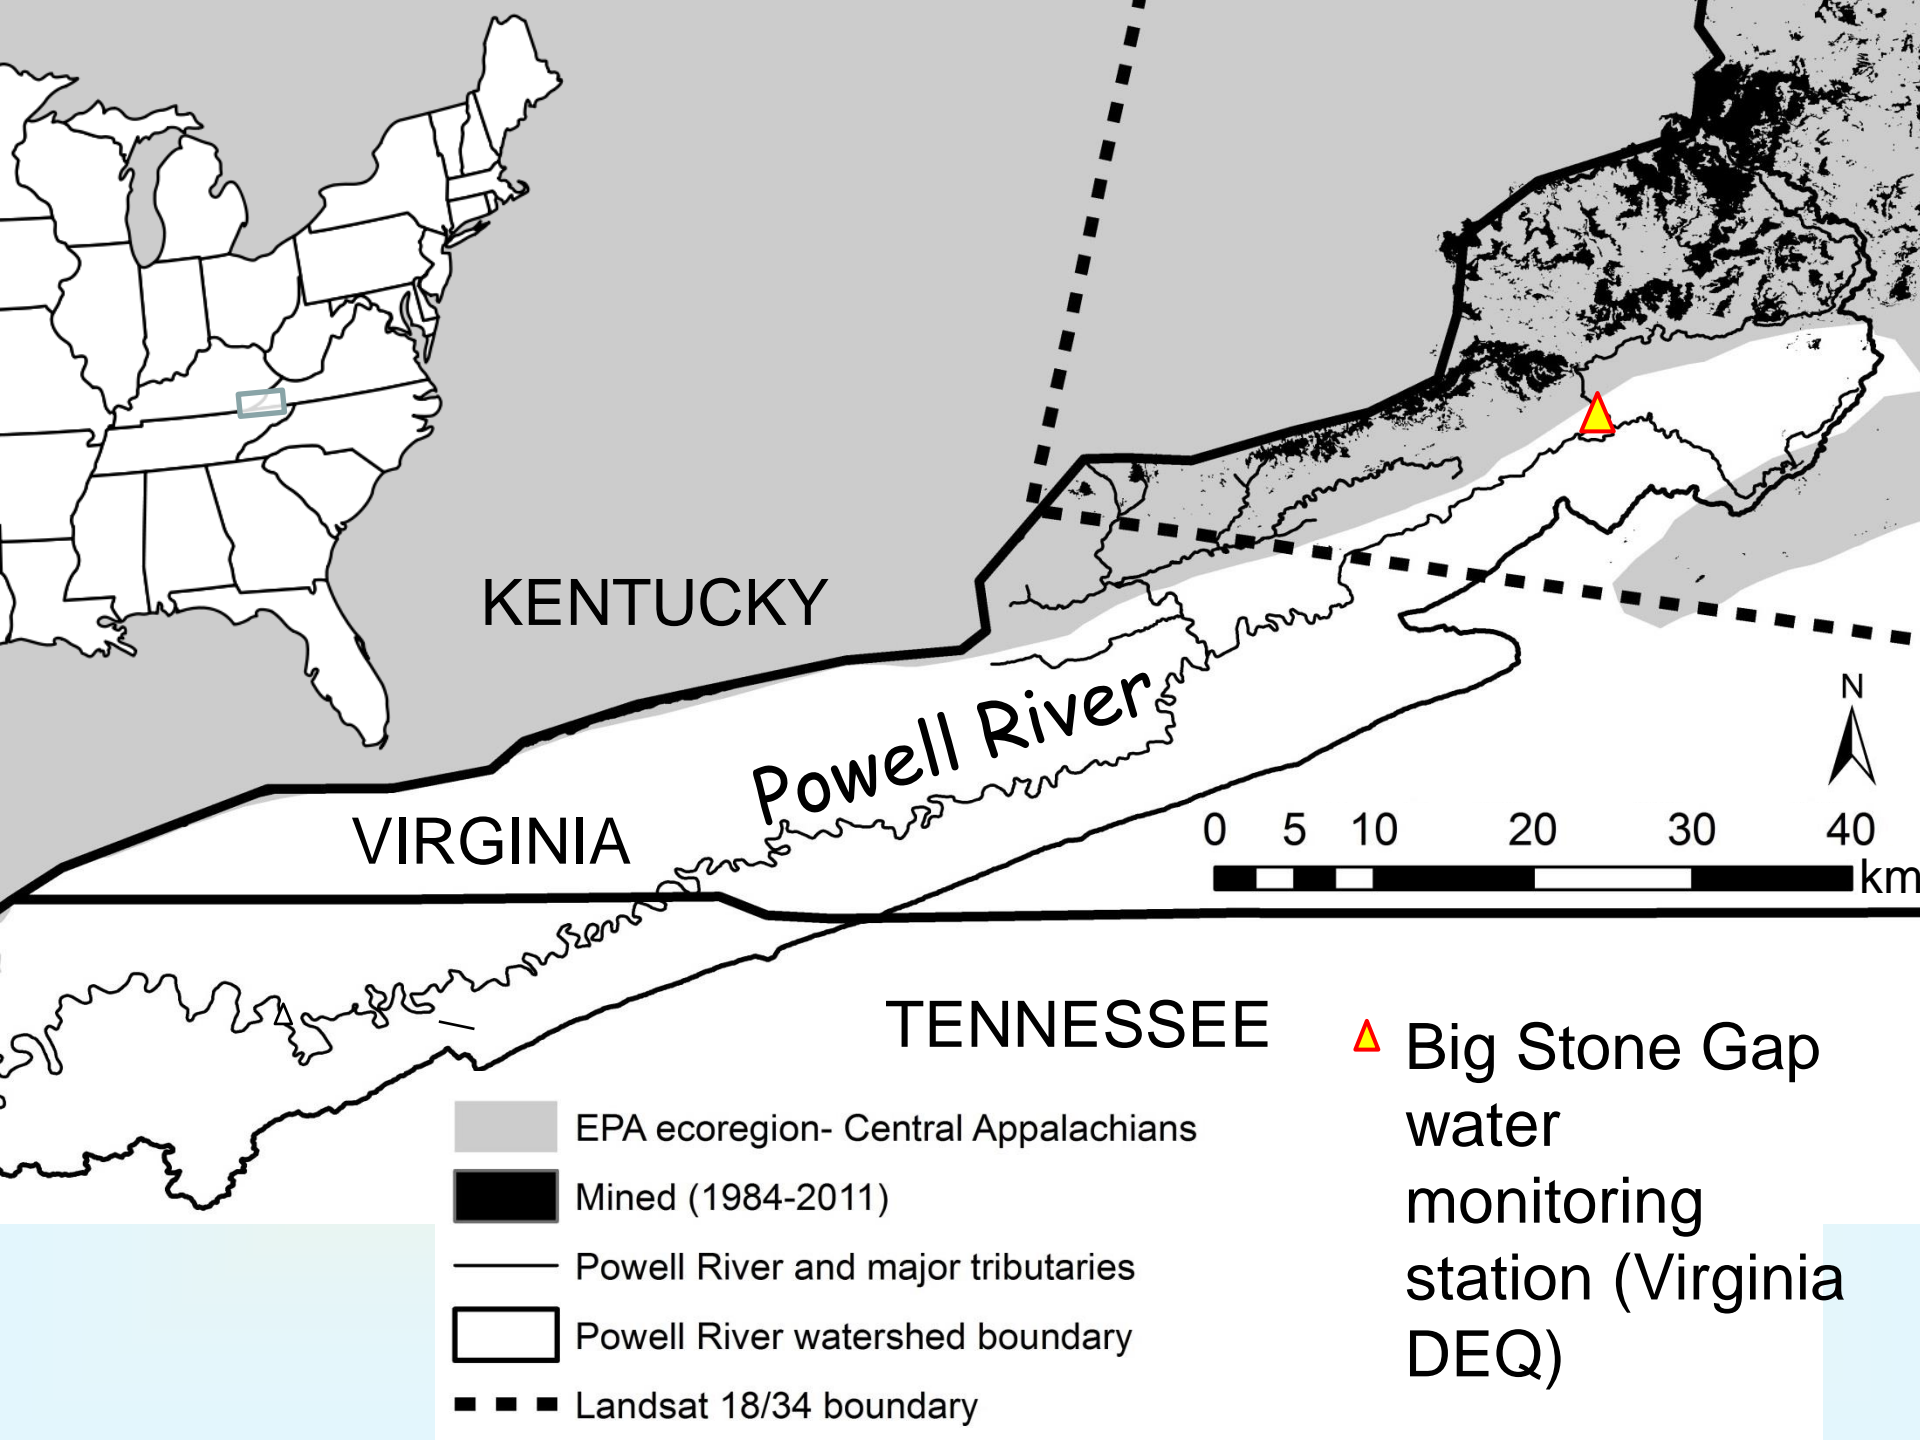 KENTUCKY
Powell River
N
VIRGINIA
0 5 10 20 30 40
km
TENNESSEE
Big Stone Gap
water
monitoring
station (Virginia
DEQ)
EPA ecoregion- Central Appalachians
Mined (1984-2011)
Powell River and major tributaries
Powell River watershed boundary
Landsat 18/34 boundary